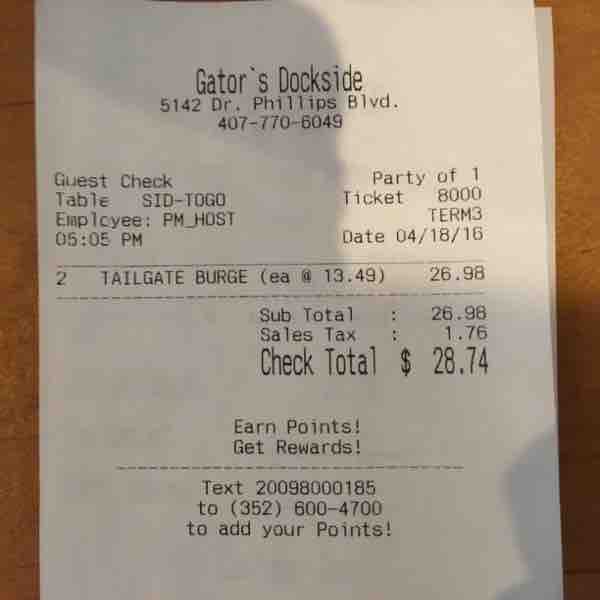 Gator`s Dockside
5142 Dr. Phillips Blvd.
407-770-6049
Guest Check Party of 1
Table SID-TOGO Ticket 8000
Employee: PM_HOST TERM3
05:05 PM Date 04/18/16
2 TAILGATE BURGE (ea @ 13.49) 26.98
Sub Total : 26.98
Sales Tax : 1.76
Check Total $ 28.74
Earn Points!
Get Rewards!
Text 20098000185
to (352) 600-4700
to add your Points!